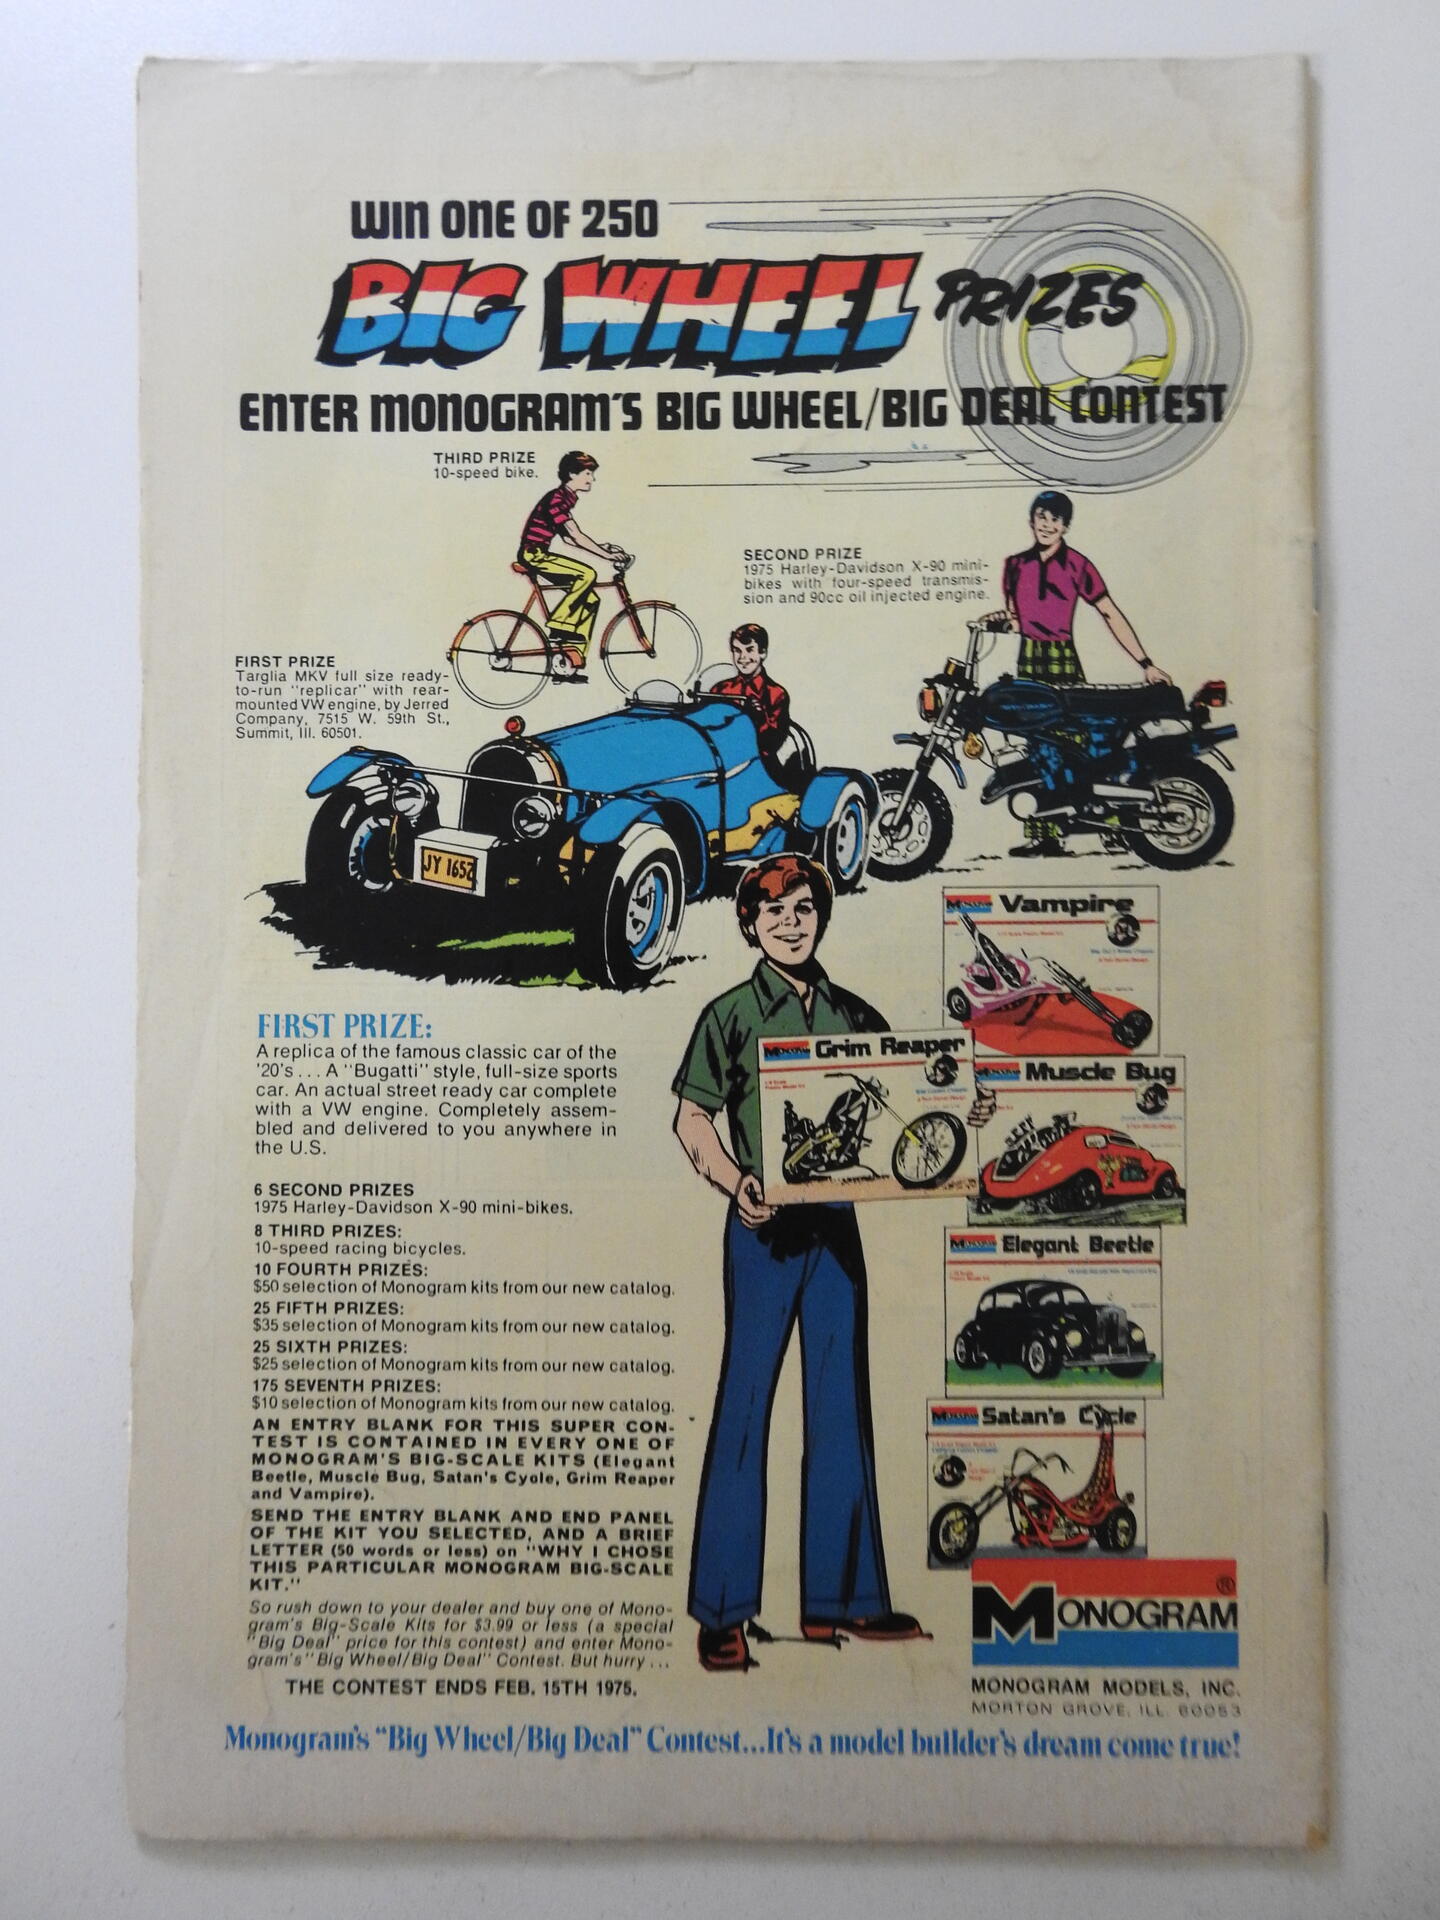 WIN ONE OF 250
BIG WHEEL PRIZES
ENTER MONOGRAM'S BIG WHEEL/BIG DEAL CONTEST
THIRD PRIZE
10-speed bike.
SECOND PRIZE
1975 Harley-Davidson X-90 mini-
bikes with four-speed transmis-
sion and 90cc oil injected engine.
FIRST PRIZE
Targlia MKV full size ready-
to-run "replicar" with rear-
mounted VW engine, by Jerred
Company, 7515 W. 59th St.,
Summit, Ill. 60501.
JY 1652
FIRST PRIZE:
A replica of the famous classic car of the
'20's ... A "Bugatti" style, full-size sports
car. An actual street ready car complete
with a VW engine. Completely assem-
bled and delivered to you anywhere in
the U.S.
6 SECOND PRIZES
1975 Harley-Davidson X-90 mini-bikes.
8 THIRD PRIZES:
10-speed racing bicycles.
10 FOURTH PRIZES:
$50 selection of Monogram kits from our new catalog.
25 FIFTH PRIZES:
$35 selection of Monogram kits from our new catalog.
25 SIXTH PRIZES:
$25 selection of Monogram kits from our new catalog.
175 SEVENTH PRIZES:
$10 selection of Monogram kits from our new catalog.
AN ENTRY BLANK FOR THIS SUPER CON-
TEST IS CONTAINED IN EVERY ONE OF
MONOGRAM'S BIG-SCALE KITS (Elegant
Beetle, Muscle Bug, Satan's Cycle, Grim Reaper
and Vampire).
SEND THE ENTRY BLANK AND END PANEL
OF THE KIT YOU SELECTED, AND A BRIEF
LETTER (50 words or less) on "WHY I CHOSE
THIS PARTICULAR MONOGRAM BIG-SCALE
KIT."
So rush down to your dealer and buy one of Mono-
gram's Big-Scale Kits for $3.99 or less (a special
"Big Deal" price for this contest) and enter Mono-
gram's "Big Wheel/Big Deal" Contest. But hurry ...
THE CONTEST ENDS FEB. 15TH 1975.
MONOGRAM Vampire
MONOGRAM Grim Reaper
MONOGRAM Muscle Bug
MONOGRAM Elegant Beetle
MONOGRAM Satan's Cycle
MONOGRAM ®
MONOGRAM MODELS, INC.
MORTON GROVE, ILL. 60053
Monogram's "Big Wheel/Big Deal" Contest...It's a model builder's dream come true!